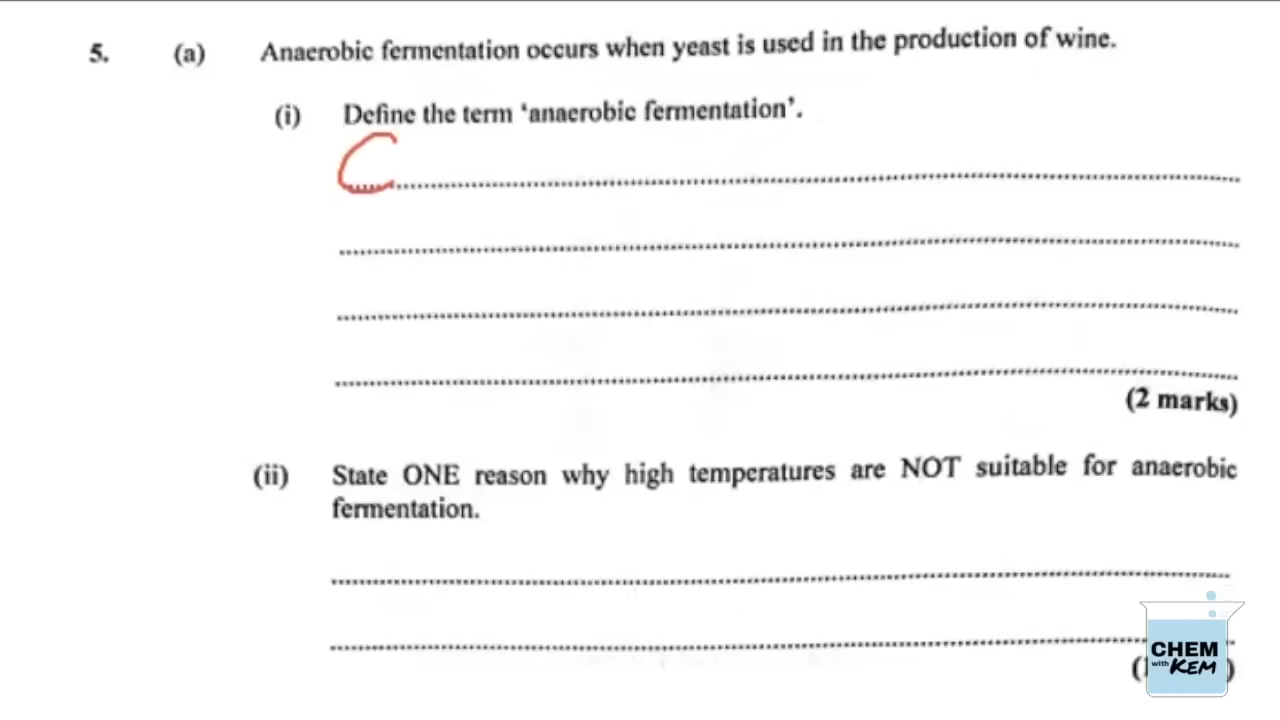 5. (a) Anaerobic fermentation occurs when yeast is used in the production of wine.
(i) Define the term ‘anaerobic fermentation’.
C
(2 marks)
(ii) State ONE reason why high temperatures are NOT suitable for anaerobic
fermentation.
CHEM
with KEM